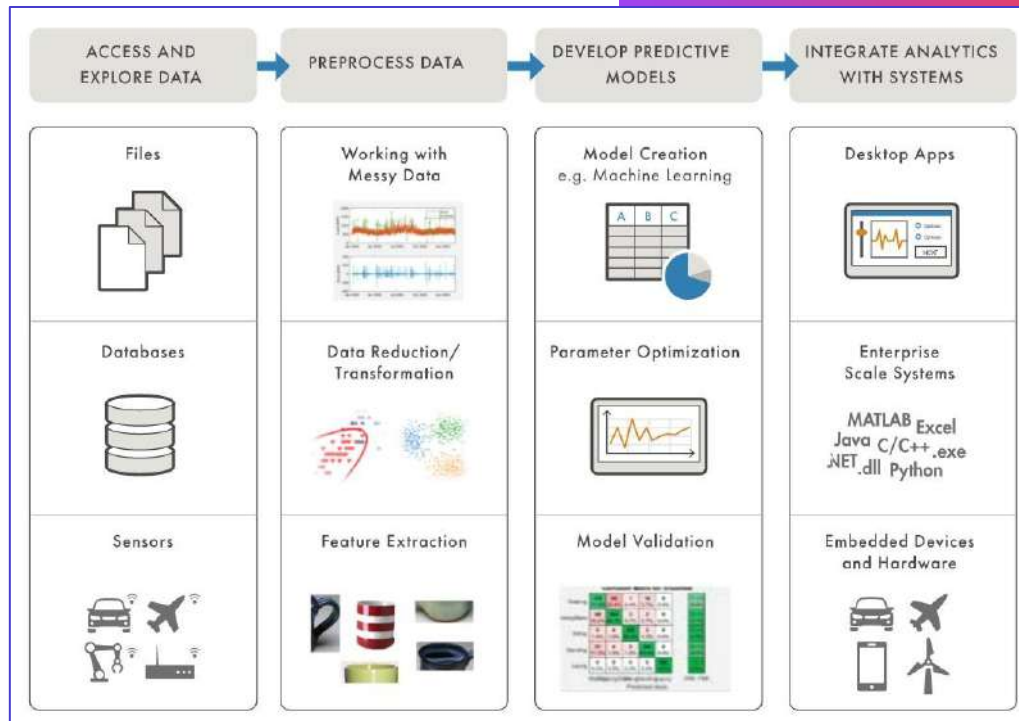 ACCESS AND
EXPLORE DATA
PREPROCESS DATA
DEVELOP PREDICTIVE
MODELS
INTEGRATE ANALYTICS
WITH SYSTEMS
Files
Databases
Sensors
Working with
Messy Data
Data Reduction/
Transformation
Feature Extraction
Model Creation
e.g. Machine Learning
A B C
Parameter Optimization
Model Validation
Desktop Apps
NEXT
Enterprise
Scale Systems
MATLAB Excel
Java C/C++ .exe
.NET .dll Python
Embedded Devices
and Hardware